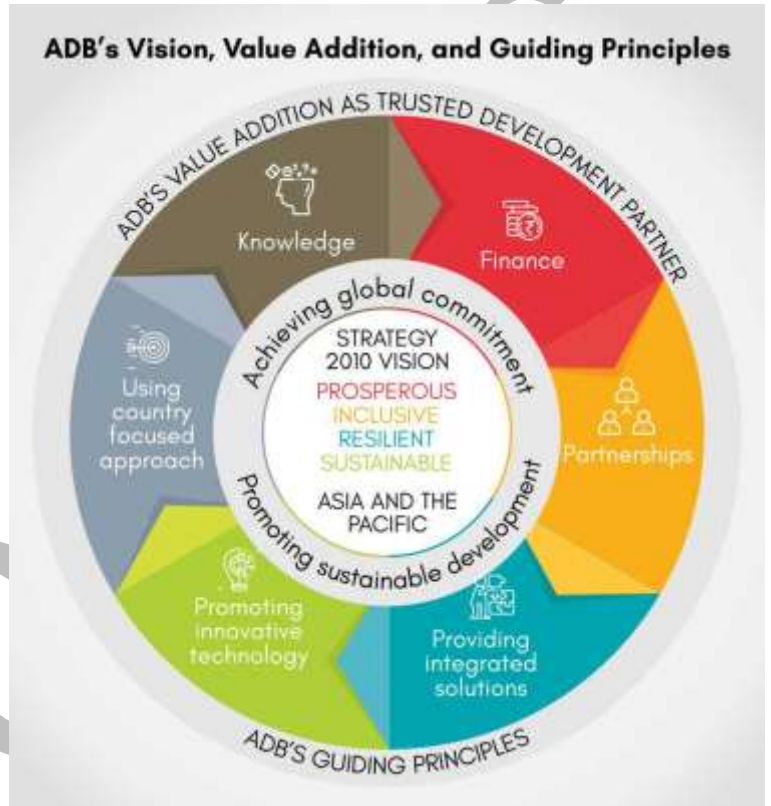 ADB's Vision, Value Addition, and Guiding Principles
ADB'S VALUE ADDITION AS TRUSTED DEVELOPMENT PARTNER
Knowledge
Finance
Partnerships
Providing
integrated
solutions
Promoting
innovative
technology
Using
country
focused
approach
Achieving global commitment
STRATEGY
2010 VISION
PROSPEROUS
INCLUSIVE
RESILIENT
SUSTAINABLE
ASIA AND THE
PACIFIC
Promoting sustainable development
ADB'S GUIDING PRINCIPLES